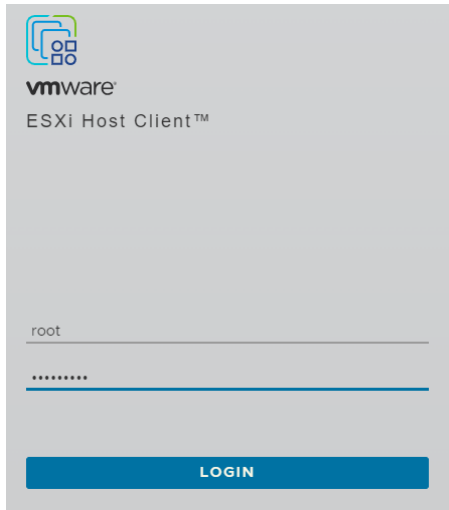 vmware®
ESXi Host Client™
root
•••••••••
LOGIN